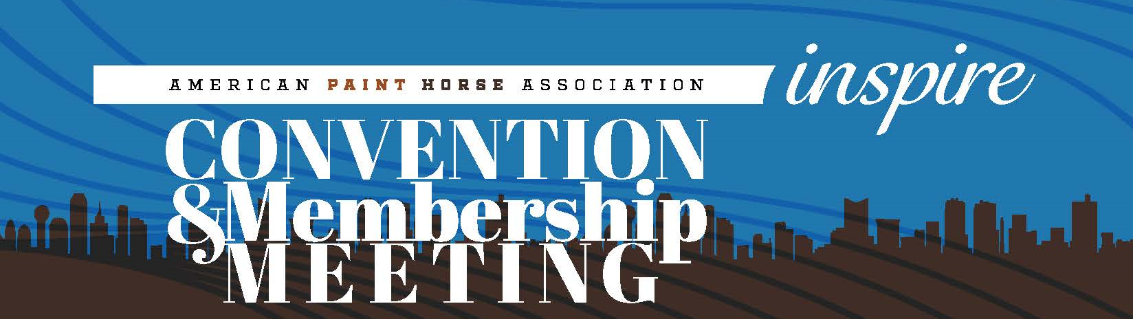 AMERICAN PAINT HORSE ASSOCIATION
inspire
CONVENTION
&Membership
MEETING